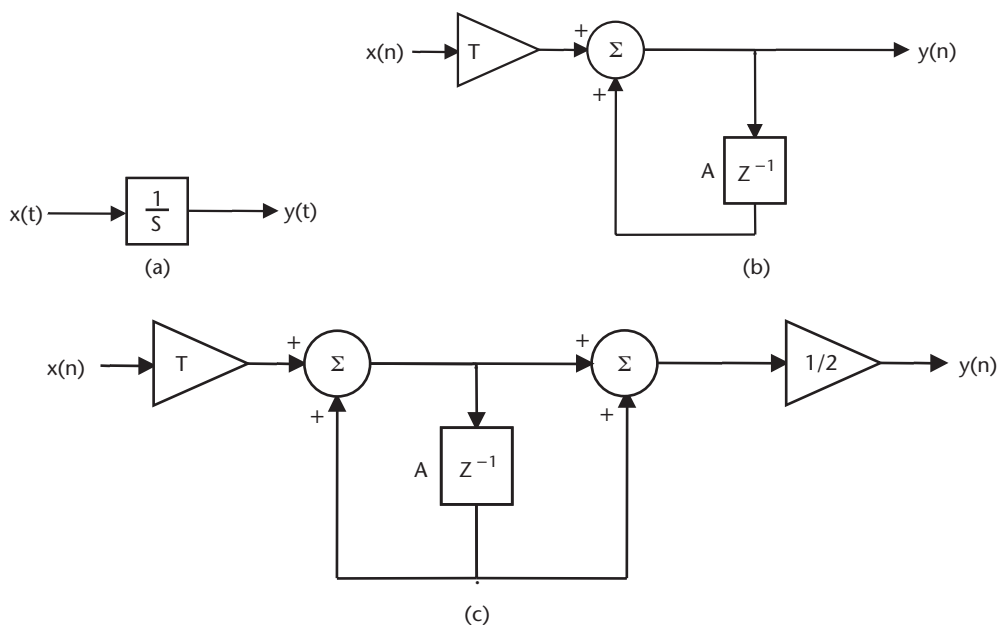 x(n)
T
+
Σ
+
y(n)
A
Z⁻¹
(b)
x(t)
1
S
y(t)
(a)
x(n)
T
+
Σ
+
+
Σ
+
1/2
y(n)
A
Z⁻¹
(c)